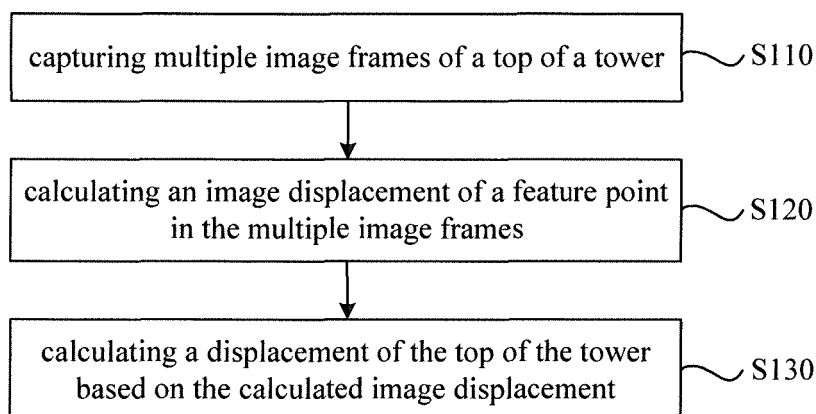 capturing multiple image frames of a top of a tower
S110
calculating an image displacement of a feature point
in the multiple image frames
S120
calculating a displacement of the top of the tower
based on the calculated image displacement
S130